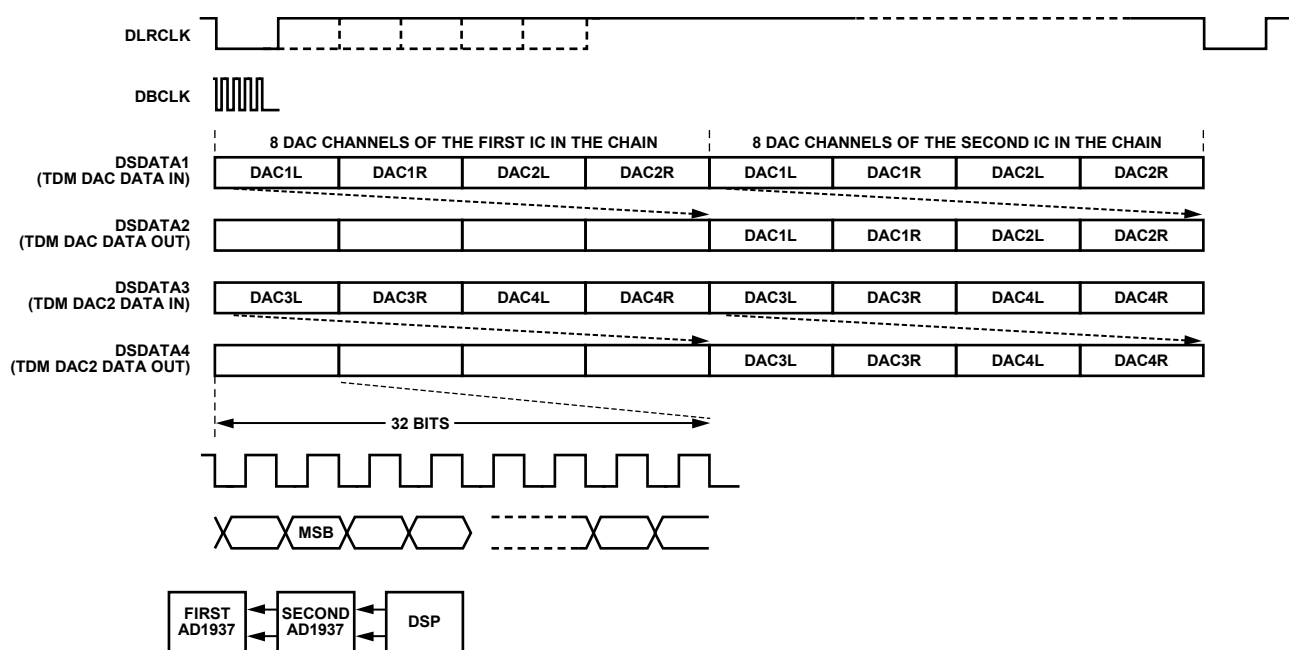 DLRCLK
DBCLK
8 DAC CHANNELS OF THE FIRST IC IN THE CHAIN
8 DAC CHANNELS OF THE SECOND IC IN THE CHAIN
DSDATA1
(TDM DAC DATA IN)
DAC1L
DAC1R
DAC2L
DAC2R
DAC1L
DAC1R
DAC2L
DAC2R
DSDATA2
(TDM DAC DATA OUT)
DAC1L
DAC1R
DAC2L
DAC2R
DSDATA3
(TDM DAC2 DATA IN)
DAC3L
DAC3R
DAC4L
DAC4R
DAC3L
DAC3R
DAC4L
DAC4R
DSDATA4
(TDM DAC2 DATA OUT)
DAC3L
DAC3R
DAC4L
DAC4R
32 BITS
MSB
FIRST
AD1937
SECOND
AD1937
DSP